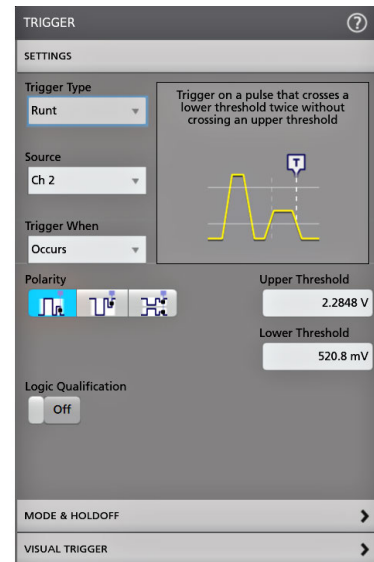 TRIGGER
?
SETTINGS
Trigger Type
Runt
Trigger on a pulse that crosses a
lower threshold twice without
crossing an upper threshold
T
Source
Ch 2
Trigger When
Occurs
Polarity
Upper Threshold
2.2848 V
Lower Threshold
520.8 mV
Logic Qualification
Off
MODE & HOLDOFF
VISUAL TRIGGER